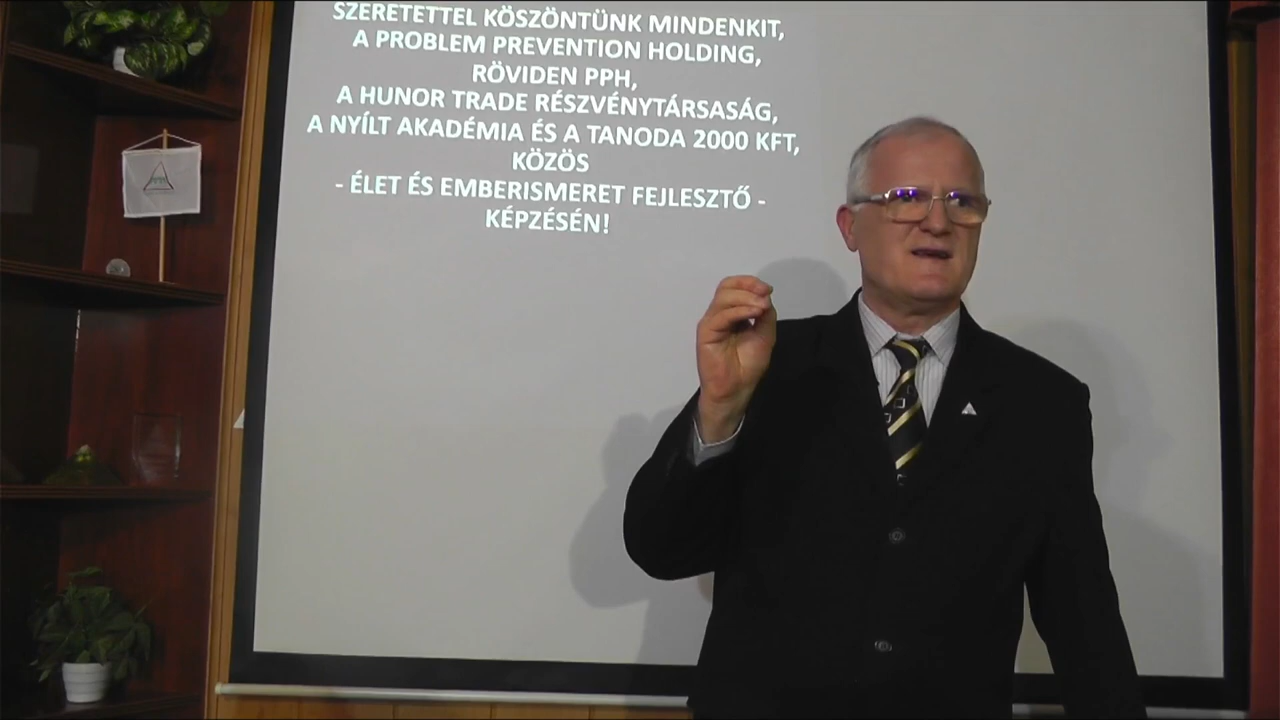 SZERETETTEL KÖSZÖNTÜNK MINDENKIT,
A PROBLEM PREVENTION HOLDING,
RÖVIDEN PPH,
A HUNOR TRADE RÉSZVÉNYTÁRSASÁG,
A NYÍLT AKADÉMIA ÉS A TANODA 2000 KFT,
KÖZÖS
- ÉLET ÉS EMBERISMERET FEJLESZTŐ -
KÉPZÉSÉN!